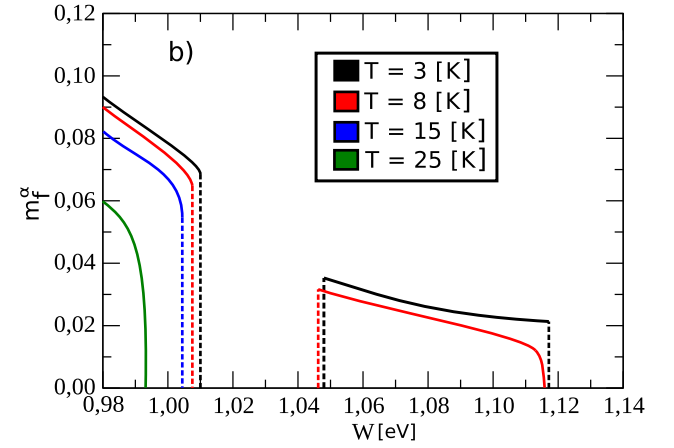 0,12
b)
T = 3 [K]
T = 8 [K]
T = 15 [K]
T = 25 [K]
0,10
0,08
0,06
0,04
0,02
0,00
m_f^α
0,98 1,00 1,02 1,04 1,06 1,08 1,10 1,12 1,14
W [eV]